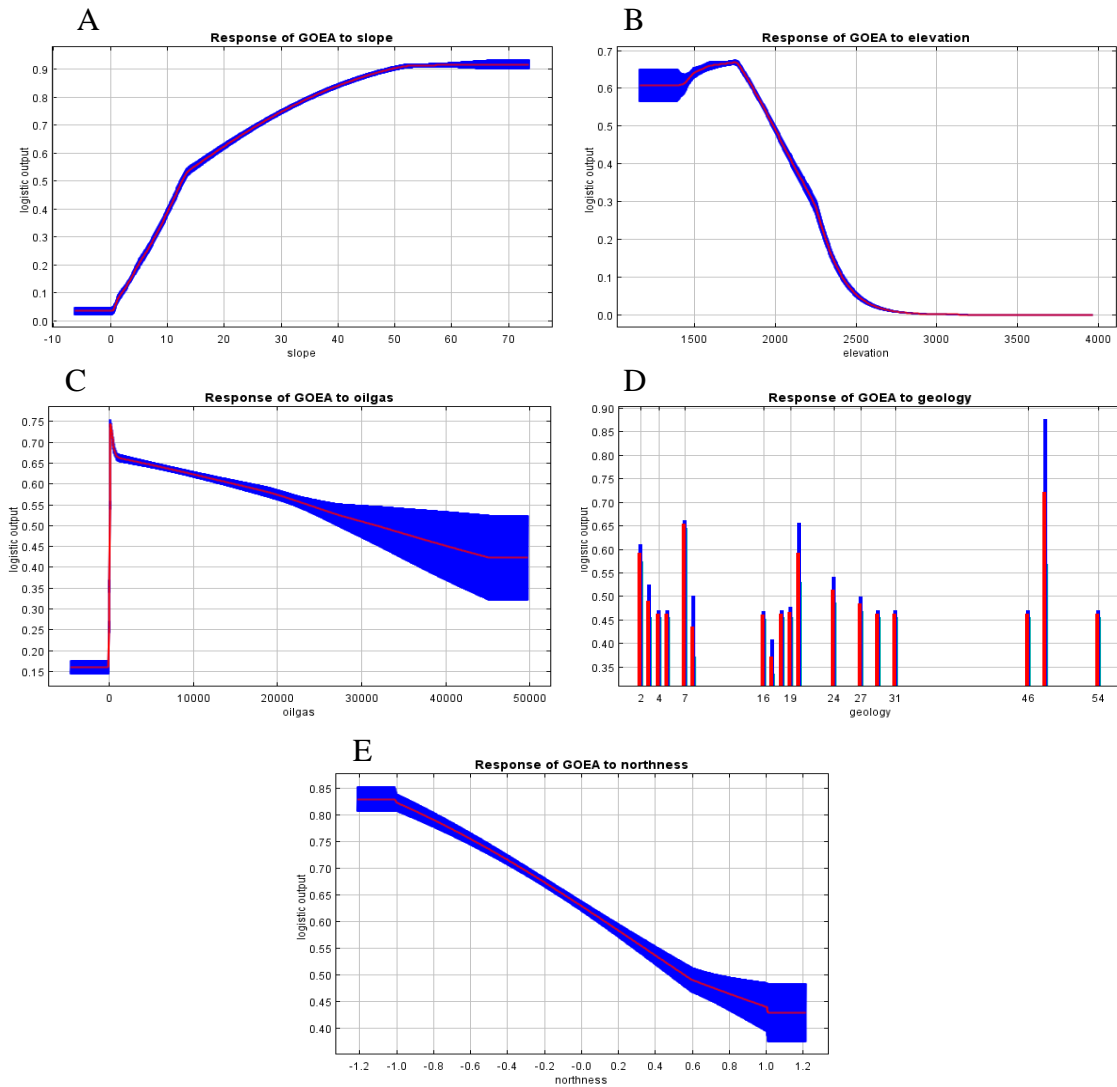 A
Response of GOEA to slope
logistic output
0.9
0.8
0.7
0.6
0.5
0.4
0.3
0.2
0.1
0.0
-10 0 10 20 30 40 50 60 70
slope
B
Response of GOEA to elevation
logistic output
0.7
0.6
0.5
0.4
0.3
0.2
0.1
0.0
1500 2000 2500 3000 3500 4000
elevation
C
Response of GOEA to oilgas
logistic output
0.75
0.70
0.65
0.60
0.55
0.50
0.45
0.40
0.35
0.30
0.25
0.20
0.15
0 10000 20000 30000 40000 50000
oilgas
D
Response of GOEA to geology
logistic output
0.90
0.85
0.80
0.75
0.70
0.65
0.60
0.55
0.50
0.45
0.40
0.35
2 4 7 16 19 24 27 31 46 54
geology
E
Response of GOEA to northness
logistic output
0.85
0.80
0.75
0.70
0.65
0.60
0.55
0.50
0.45
0.40
-1.2 -1.0 -0.8 -0.6 -0.4 -0.2 -0.0 0.2 0.4 0.6 0.8 1.0 1.2
northness